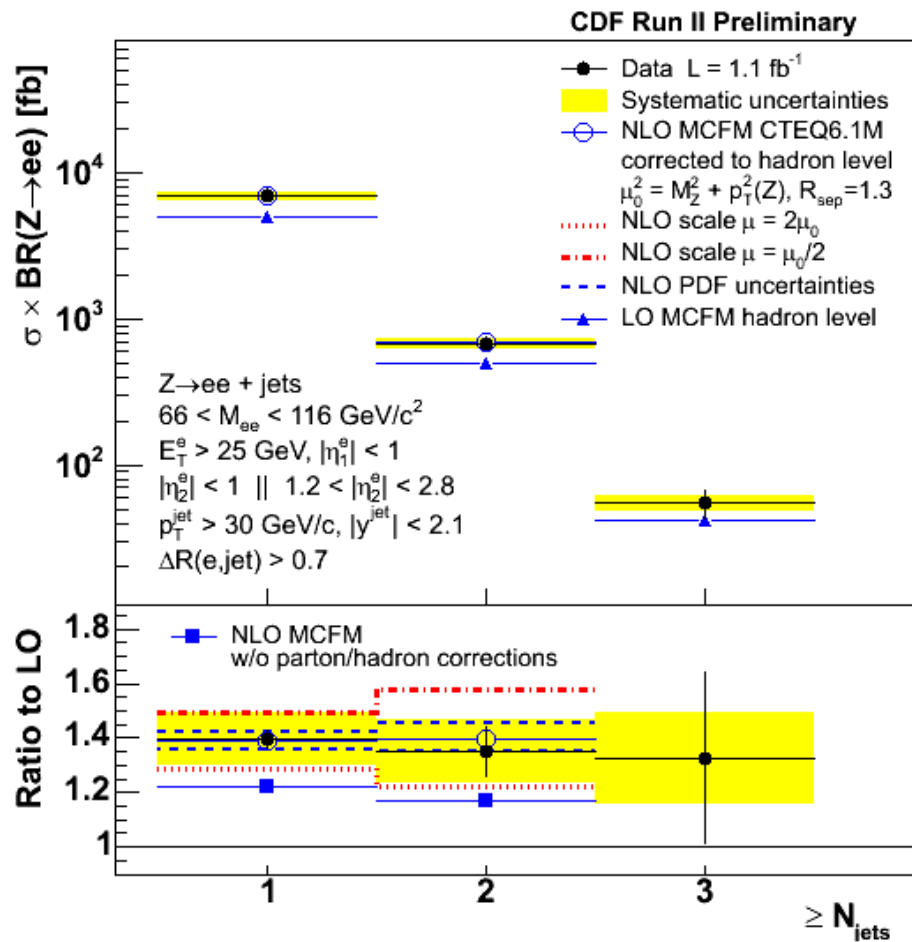 CDF Run II Preliminary
σ × BR(Z→ee) [fb]
10⁴
10³
10²
Data L = 1.1 fb⁻¹
Systematic uncertainties
NLO MCFM CTEQ6.1M
corrected to hadron level
μ₀² = M_Z² + p_T²(Z), R_sep=1.3
NLO scale μ = 2μ₀
NLO scale μ = μ₀/2
NLO PDF uncertainties
LO MCFM hadron level
Z→ee + jets
66 < M_ee < 116 GeV/c²
E_T^e > 25 GeV, |η₁^e| < 1
|η₂^e| < 1 || 1.2 < |η₂^e| < 2.8
p_T^jet > 30 GeV/c, |y^jet| < 2.1
ΔR(e,jet) > 0.7
Ratio to LO
1.8
1.6
1.4
1.2
1
NLO MCFM
w/o parton/hadron corrections
1 2 3
≥ N_jets